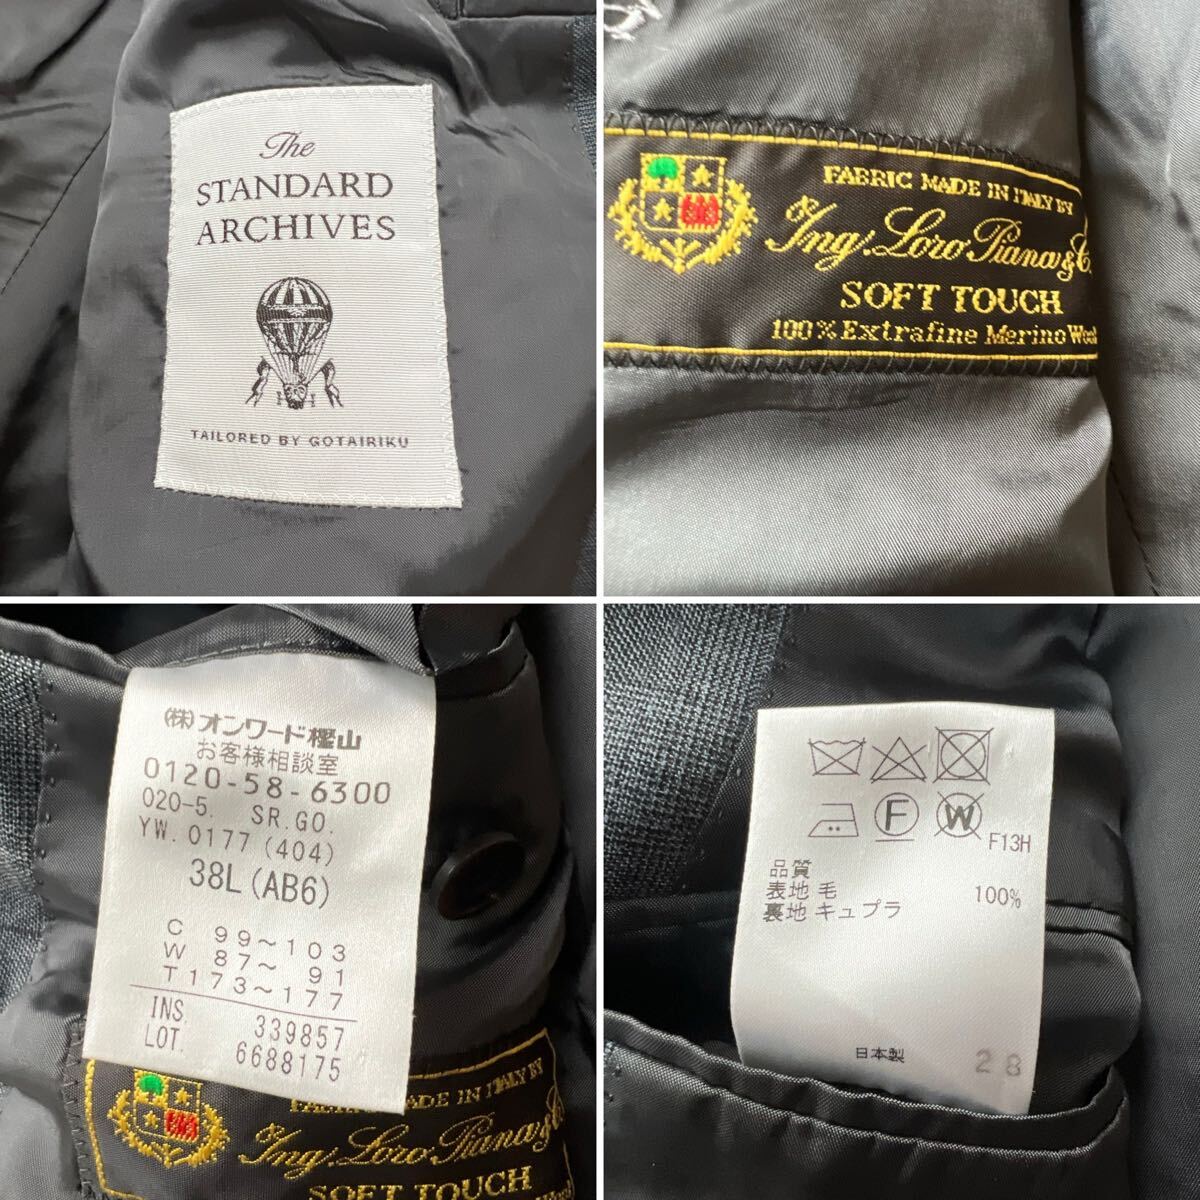 The
STANDARD
ARCHIVES
TAILORED BY GOTAIRIKU
FABRIC MADE IN ITALY BY
Ing. Loro Piana & C.
SOFT TOUCH
100% Extrafine Merino Wool
(株)オンワード樫山
お客様相談室
0120-58-6300
020-5. SR.GO.
YW.0177(404)
38L(AB6)
C 99~103
W 87~ 91
T173~177
INS. 339857
LOT. 6688175
MADE IN ITALY BY
Ing. Loro Piana &
SOFT TOUCH
F W
F13H
品質
表地 毛 100%
裏地 キュプラ
日本製 28